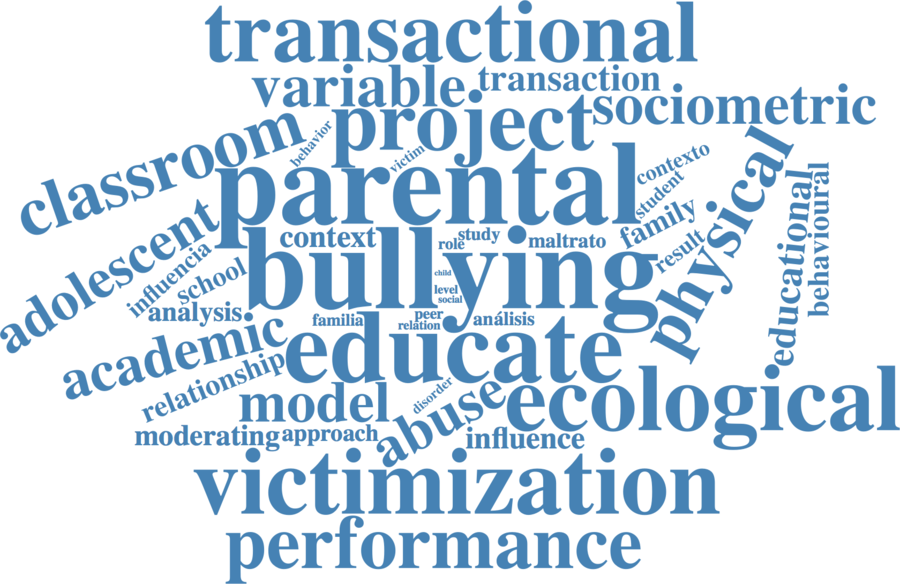 transactional
variable
transaction
sociometric
project
classroom
behavior
victim
parental
contexto
student
physical
educational
behavioural
adolescent
context
role
study
maltrato
family
result
bullying
influencia
school
child
level
social
analysis
familia
peer
relation
análisis
academic
educate
relationship
disorder
model
abuse
ecological
moderating
approach
influence
victimization
performance